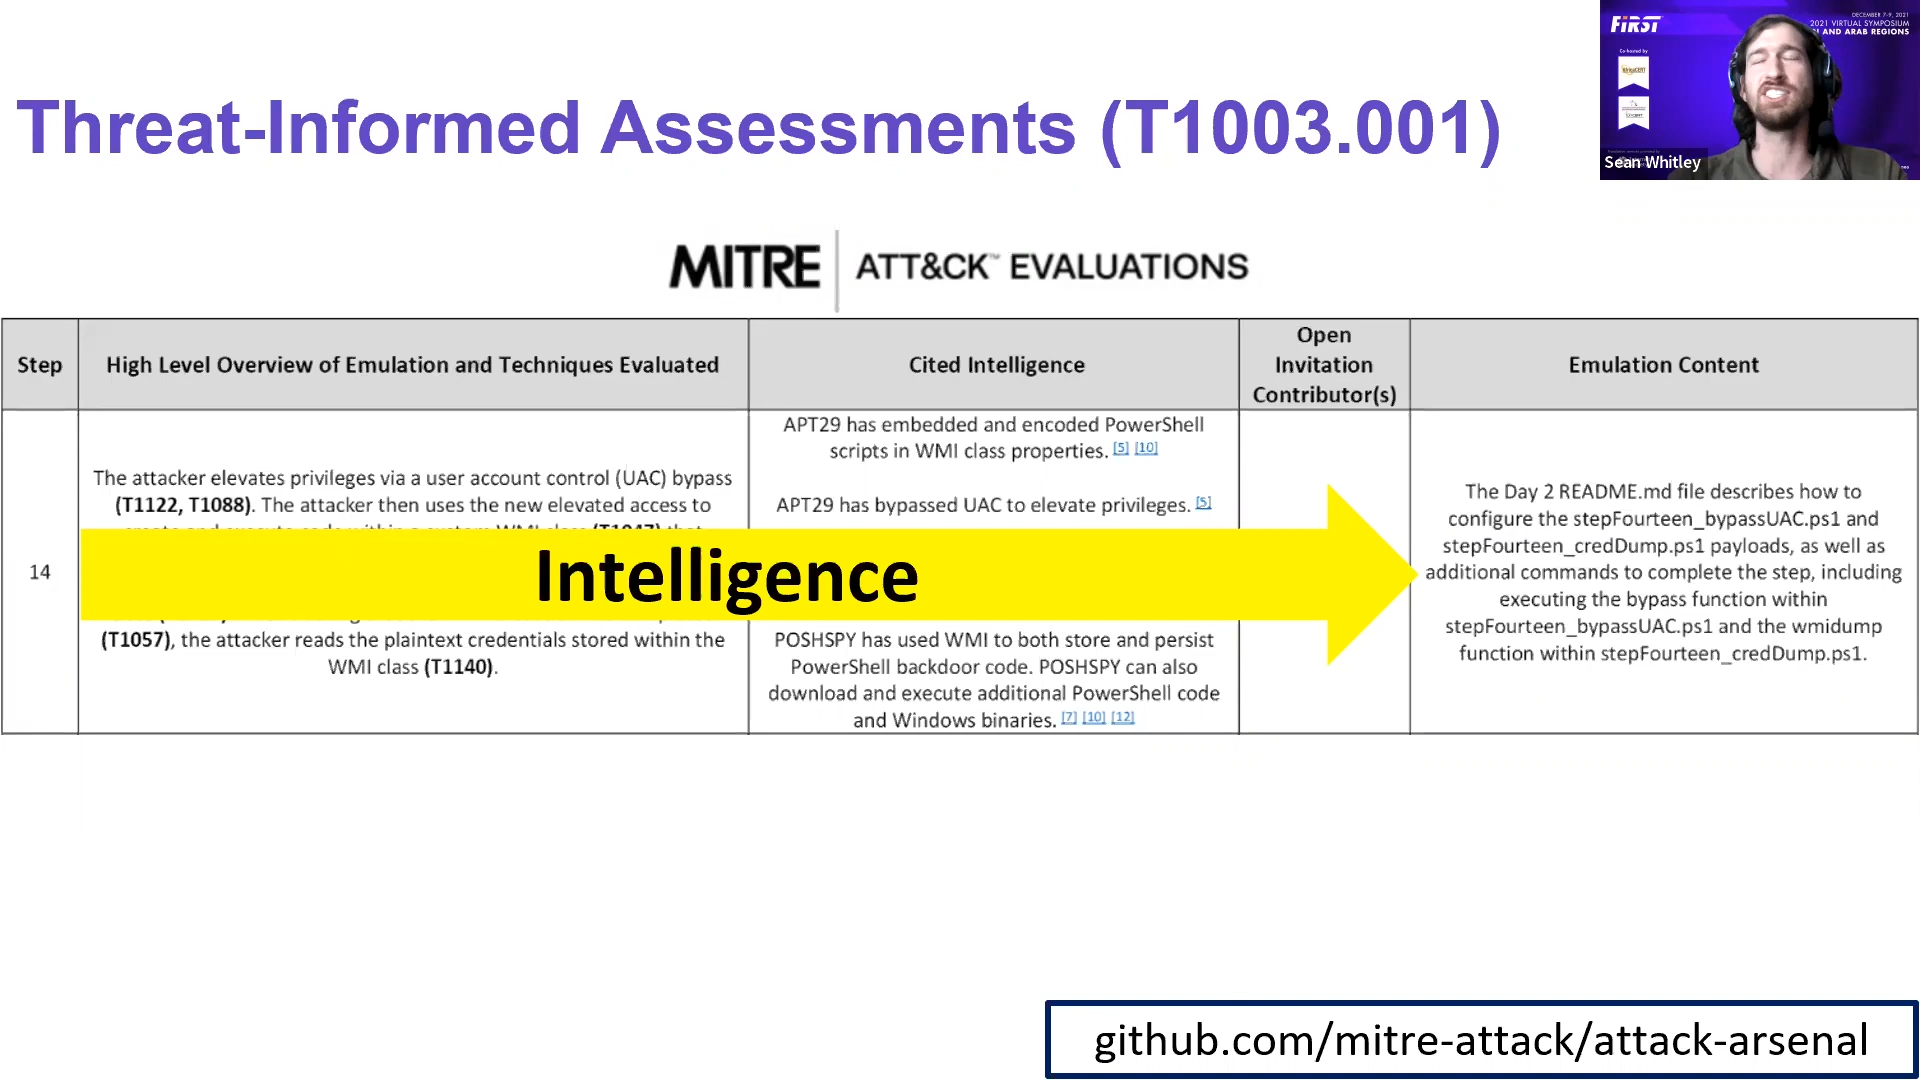 Threat-Informed Assessments (T1003.001)
FIRST
DECEMBER 7-9, 2021
2021 VIRTUAL SYMPOSIUM
AND ARAB REGIONS
Co-hosted by
Sean Whitley
MITRE | ATT&CK™ EVALUATIONS
Step
High Level Overview of Emulation and Techniques Evaluated
Cited Intelligence
Open
Invitation
Contributor(s)
Emulation Content
14
The attacker elevates privileges via a user account control (UAC) bypass
(T1122, T1088). The attacker then uses the new elevated access to
(T1057), the attacker reads the plaintext credentials stored within the
WMI class (T1140).
APT29 has embedded and encoded PowerShell
scripts in WMI class properties. [5] [10]
APT29 has bypassed UAC to elevate privileges. [5]
POSHSPY has used WMI to both store and persist
PowerShell backdoor code. POSHSPY can also
download and execute additional PowerShell code
and Windows binaries. [7] [10] [12]
Intelligence
The Day 2 README.md file describes how to
configure the stepFourteen_bypassUAC.ps1 and
stepFourteen_credDump.ps1 payloads, as well as
additional commands to complete the step, including
executing the bypass function within
stepFourteen_bypassUAC.ps1 and the wmidump
function within stepFourteen_credDump.ps1.
github.com/mitre-attack/attack-arsenal